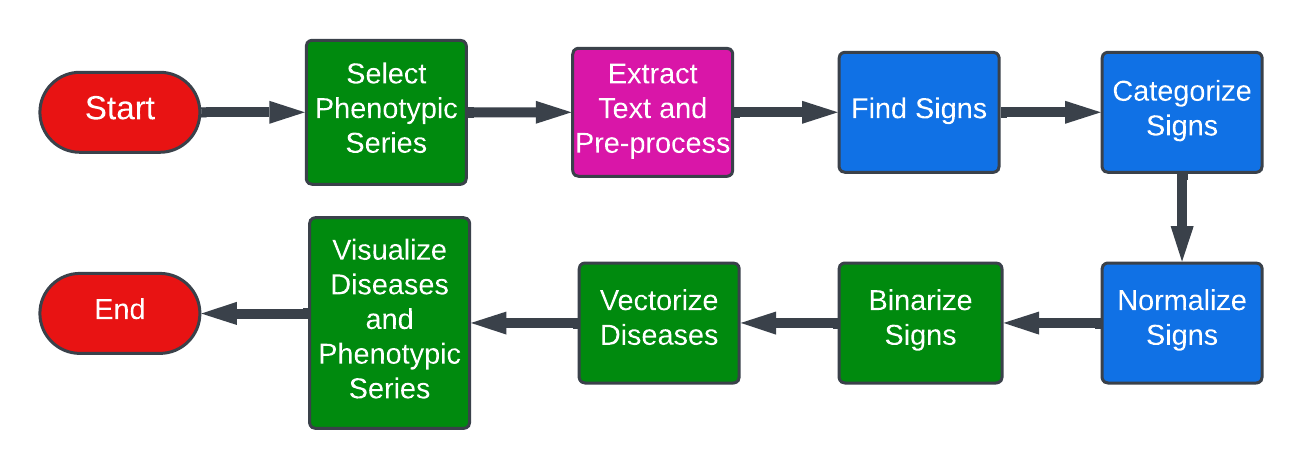 Start
Select
Phenotypic
Series
Extract
Text and
Pre-process
Find Signs
Categorize
Signs
Normalize
Signs
Binarize
Signs
Vectorize
Diseases
Visualize
Diseases
and
Phenotypic
Series
End